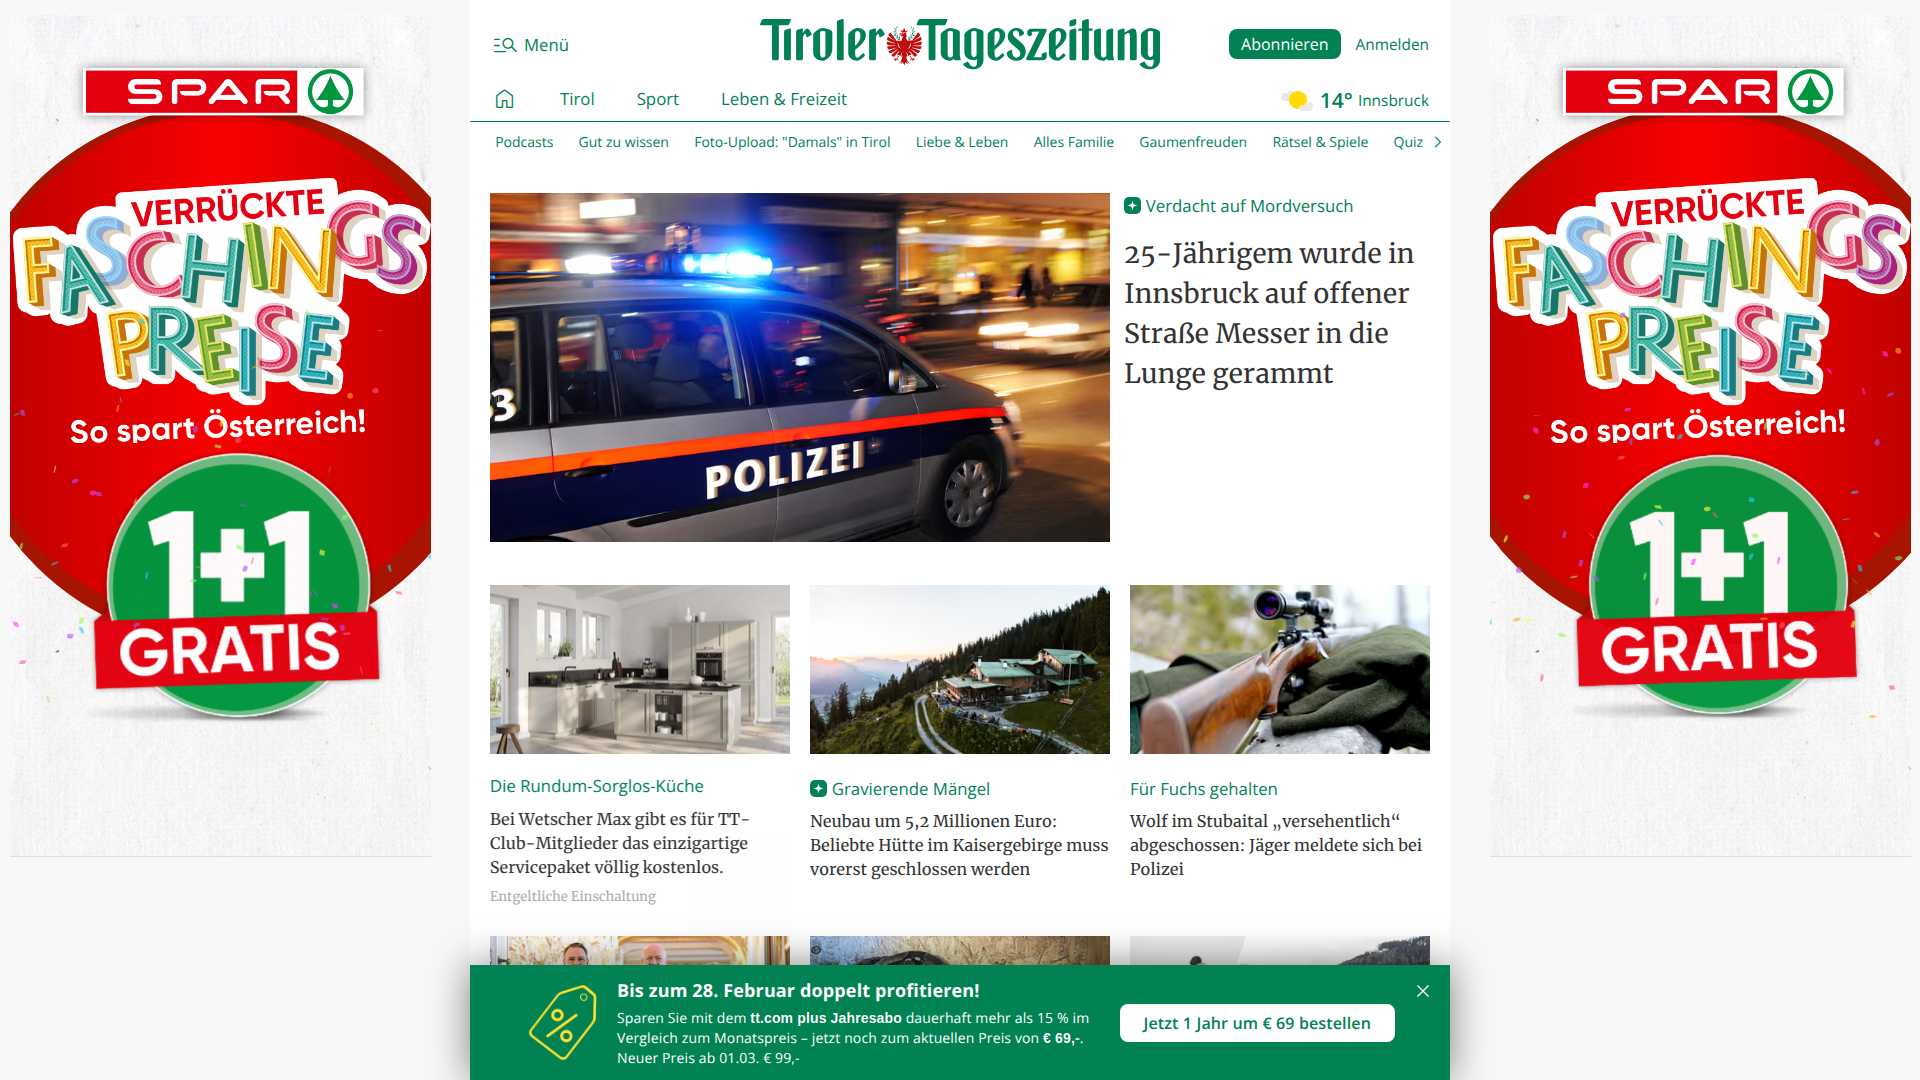 SPAR
VERRÜCKTE
FASCHINGS
PREISE
So spart Österreich!
1+1
GRATIS
Menü
Tiroler Tageszeitung
Abonnieren
Anmelden
Tirol
Sport
Leben & Freizeit
14° Innsbruck
Podcasts
Gut zu wissen
Foto-Upload: "Damals" in Tirol
Liebe & Leben
Alles Familie
Gaumenfreuden
Rätsel & Spiele
Quiz
3
POLIZEI
Verdacht auf Mordversuch
25-Jährigem wurde in
Innsbruck auf offener
Straße Messer in die
Lunge gerammt
Die Rundum-Sorglos-Küche
Bei Wetscher Max gibt es für TT-
Club-Mitglieder das einzigartige
Servicepaket völlig kostenlos.
Entgeltliche Einschaltung
Gravierende Mängel
Neubau um 5,2 Millionen Euro:
Beliebte Hütte im Kaisergebirge muss
vorerst geschlossen werden
Für Fuchs gehalten
Wolf im Stubaital „versehentlich“
abgeschossen: Jäger meldete sich bei
Polizei
Bis zum 28. Februar doppelt profitieren!
Sparen Sie mit dem tt.com plus Jahresabo dauerhaft mehr als 15 % im
Vergleich zum Monatspreis – jetzt noch zum aktuellen Preis von € 69,-.
Neuer Preis ab 01.03. € 99,-
Jetzt 1 Jahr um € 69 bestellen
SPAR
VERRÜCKTE
FASCHINGS
PREISE
So spart Österreich!
1+1
GRATIS